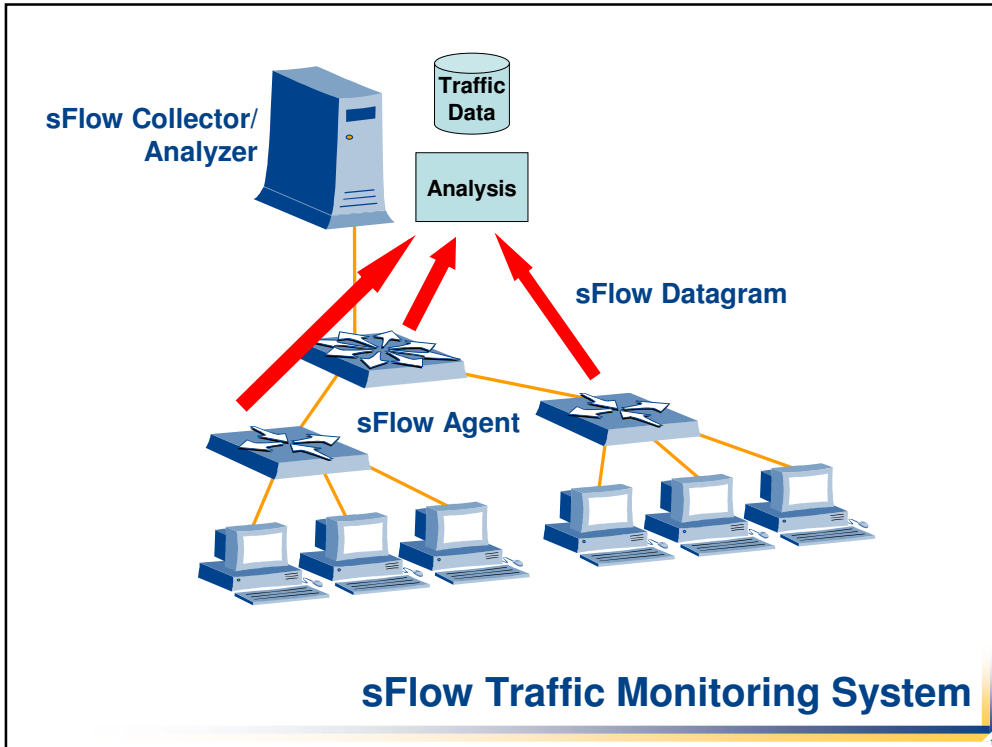 Traffic
Data
sFlow Collector/
Analyzer
Analysis
sFlow Datagram
sFlow Agent
sFlow Traffic Monitoring System